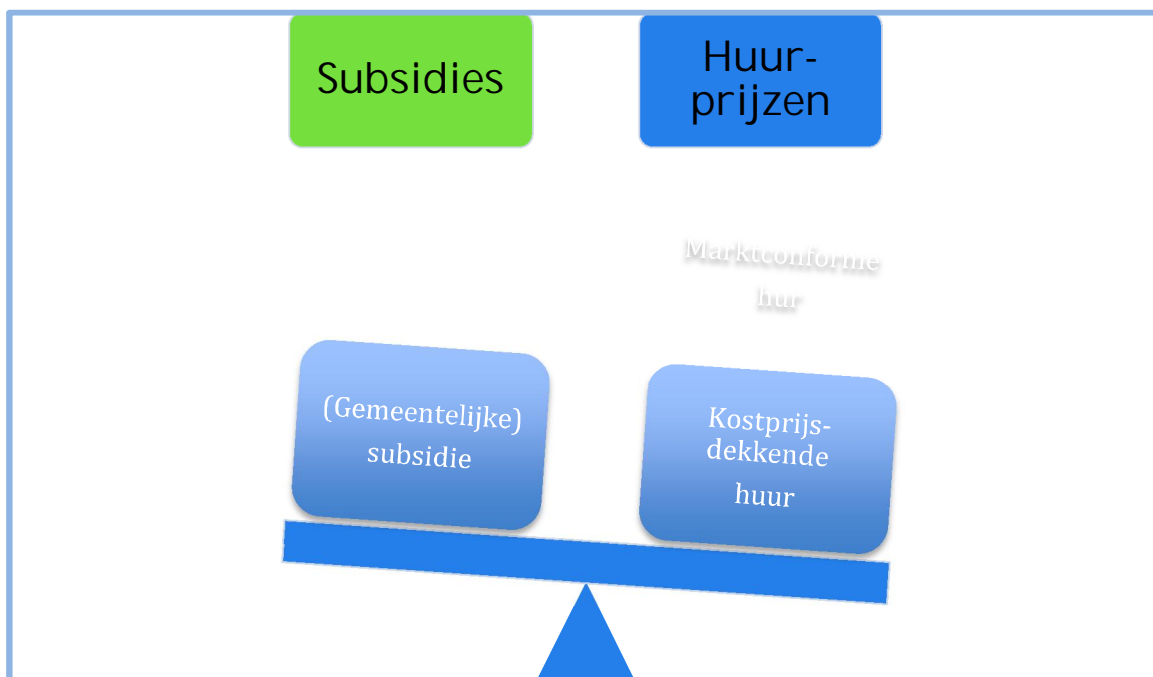 Subsidies
Huur-
prijzen
Marktconforme
hur
(Gemeentelijke)
subsidie
Kostprijs-
dekkende
huur